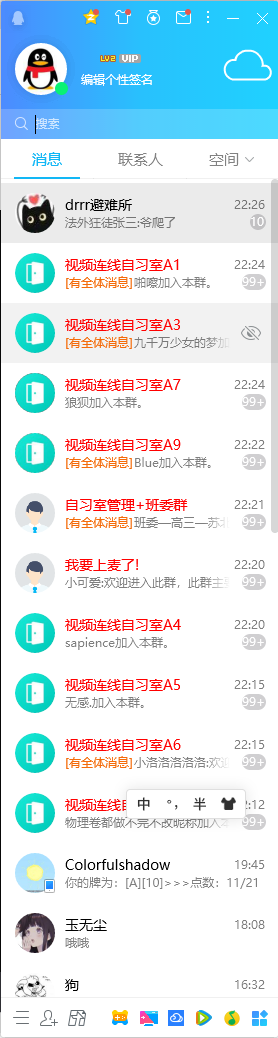 LV2 VIP
编辑个性签名
搜索
消息 联系人 空间
drrr避难所 22:26
法外狂徒张三:爷爬了 10
视频连线自习室A1 22:24
[有全体消息]啪嚓加入本群。 99+
视频连线自习室A3
[有全体消息]九千万少女的梦加
视频连线自习室A7 22:24
狼狈加入本群。 99+
视频连线自习室A9 22:22
[有全体消息]Blue加入本群。 99+
自习室管理+班委群 22:21
[有全体消息]班委—高三—苏北 99+
我要上麦了! 22:20
小可爱:欢迎进入此群，此群主要 99+
视频连线自习室A4 22:20
sapience加入本群。 99+
视频连线自习室A5 22:15
无感.加入本群。 99+
视频连线自习室A6 22:15
[有全体消息]小洛洛洛洛洛:欢迎 99+
中 °， 半
视频连线 2:12
物理卷都做不完不改昵称加入本 99+
Colorfulshadow 19:45
你的牌为：[A][10]>>>点数：11/21
玉无尘 18:08
哦哦
狗 16:32